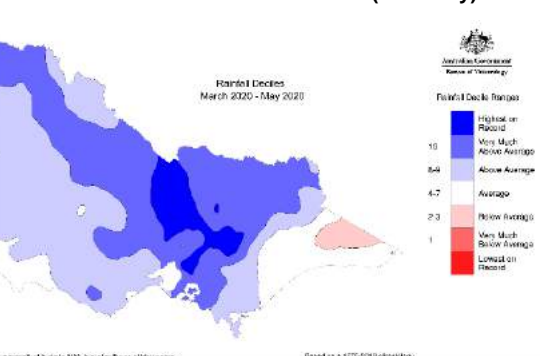 Australian Government
Bureau of Meteorology
Rainfall Deciles
March 2020 - May 2020
Rainfall Decile Ranges
Highest on
Record
10
Very Much
Above Average
8-9
Above Average
4-7
Average
2-3
Below Average
1
Very Much
Below Average
Lowest on
Record